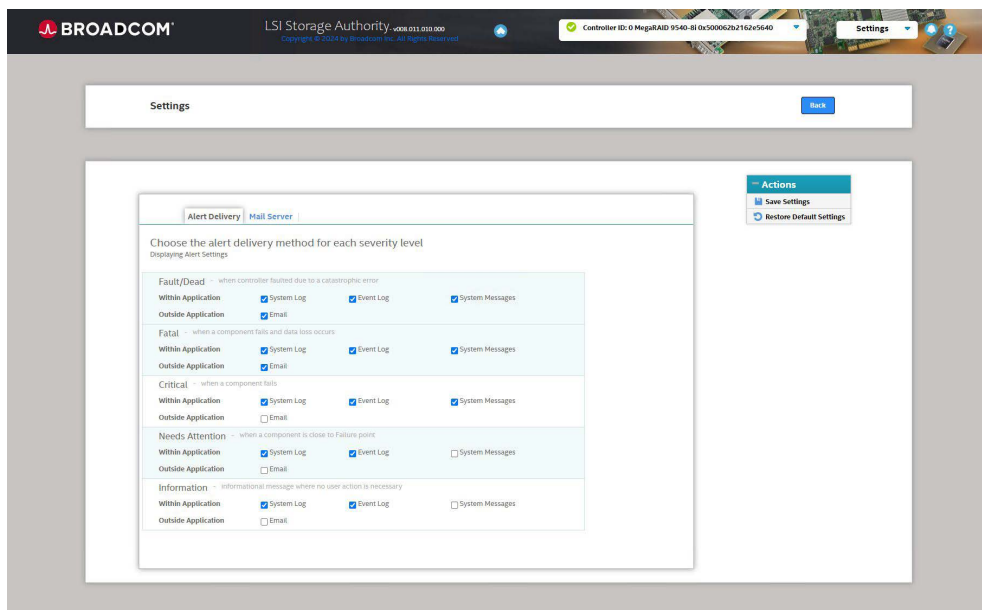 BROADCOM
LSI Storage Authority v008.011.010.000
Copyright © 2024 by Broadcom Inc. All Rights Reserved
Controller ID: 0 MegaRAID 9540-8i 0x500062b2162e5640
Settings
?
Settings
Back
Actions
Save Settings
Restore Default Settings
Alert Delivery Mail Server
Choose the alert delivery method for each severity level
Displaying Alert Settings
Fault/Dead - when controller faulted due to a catastrophic error
Within Application System Log Event Log System Messages
Outside Application Email
Fatal - when a component fails and data loss occurs
Within Application System Log Event Log System Messages
Outside Application Email
Critical - when a component fails
Within Application System Log Event Log System Messages
Outside Application Email
Needs Attention - when a component is close to Failure point
Within Application System Log Event Log System Messages
Outside Application Email
Information - informational message where no user action is necessary
Within Application System Log Event Log System Messages
Outside Application Email